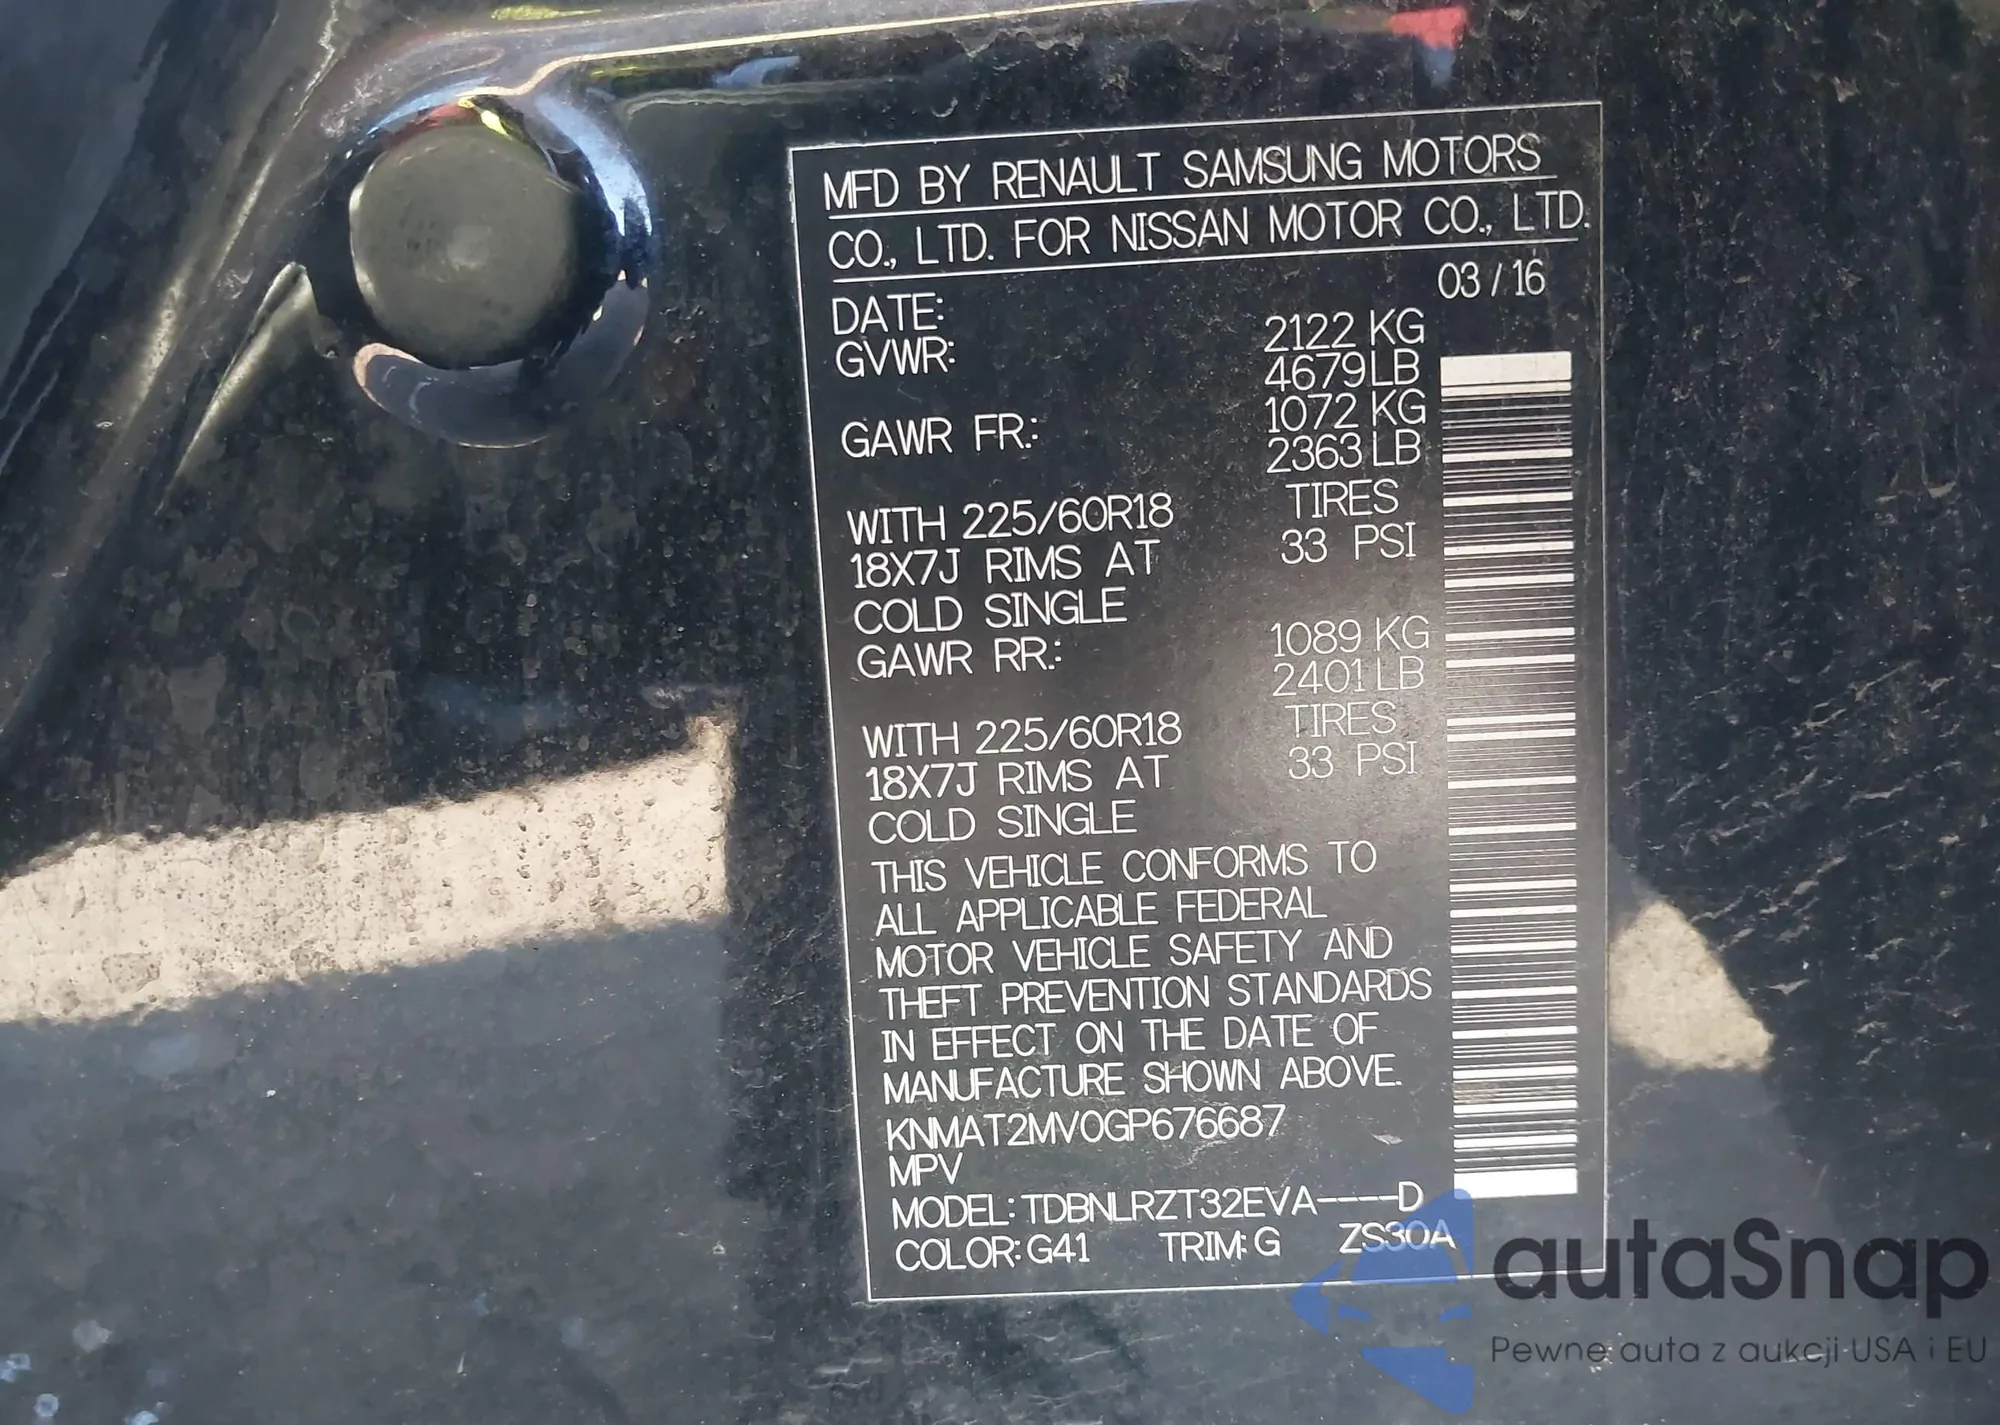 MFD BY RENAULT SAMSUNG MOTORS
CO., LTD. FOR NISSAN MOTOR CO., LTD.
DATE: 03 / 16
GVWR: 2122 KG
4679 LB
GAWR FR.: 1072 KG
2363 LB
WITH 225/60R18 TIRES
18X7J RIMS AT 33 PSI
COLD SINGLE
GAWR RR.: 1089 KG
2401 LB
WITH 225/60R18 TIRES
18X7J RIMS AT 33 PSI
COLD SINGLE
THIS VEHICLE CONFORMS TO
ALL APPLICABLE FEDERAL
MOTOR VEHICLE SAFETY AND
THEFT PREVENTION STANDARDS
IN EFFECT ON THE DATE OF
MANUFACTURE SHOWN ABOVE.
KNMAT2MV0GP676687
MPV
MODEL: TDBNLRZT32EVA----D
COLOR: G41 TRIM: G ZS30A
autaSnap
Pewne auta z aukcji USA i EU